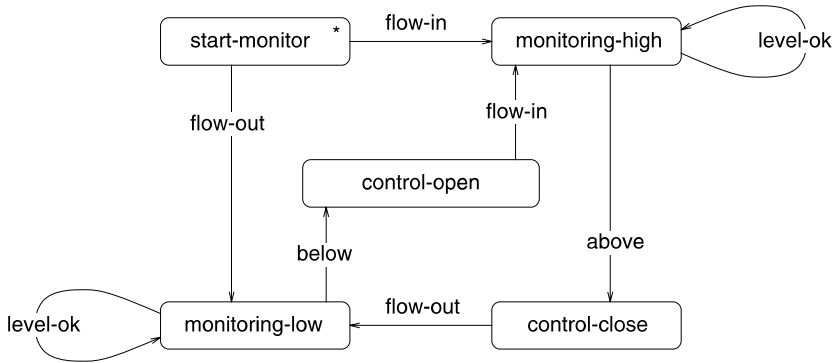 start-monitor *
flow-in
monitoring-high
level-ok
flow-out
flow-in
control-open
above
below
level-ok
monitoring-low
flow-out
control-close